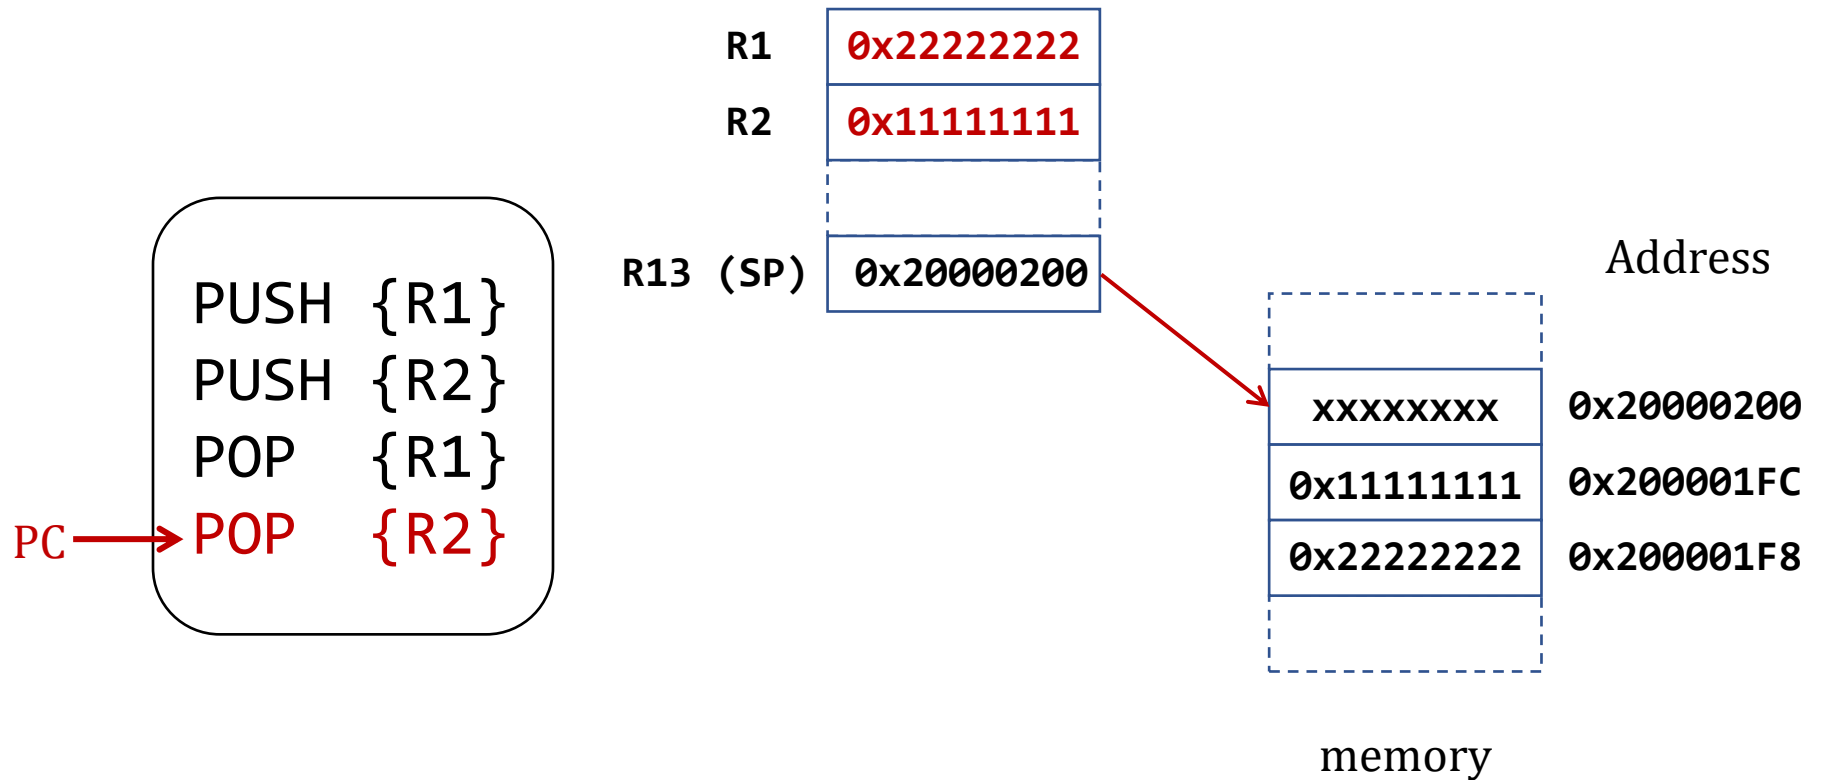 R1 0x22222222
R2 0x11111111
R13 (SP) 0x20000200
PUSH {R1}
PUSH {R2}
POP {R1}
PC POP {R2}
Address
xxxxxxxx 0x20000200
0x11111111 0x200001FC
0x22222222 0x200001F8
memory